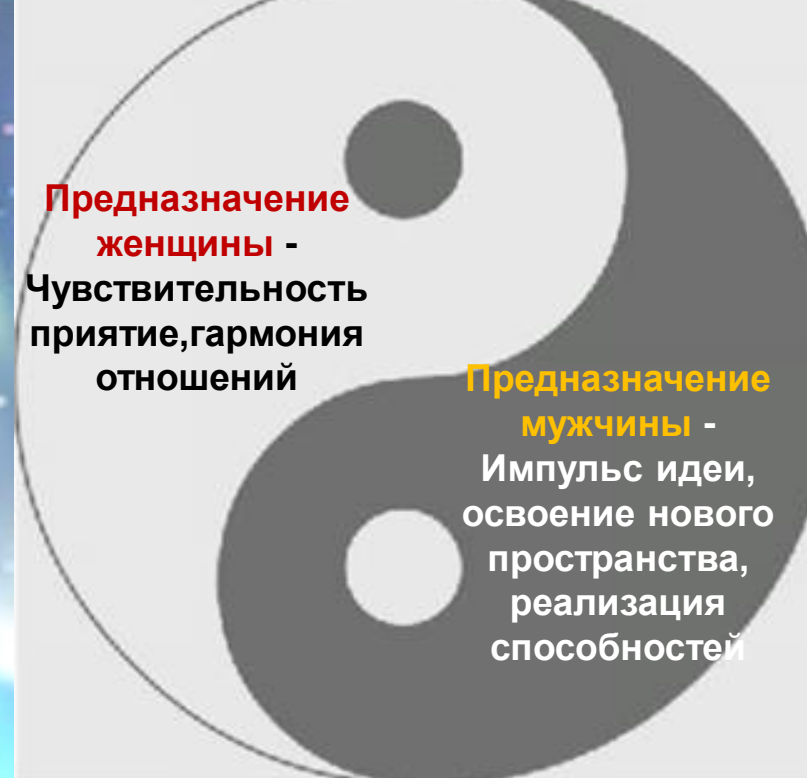 Предназначение
женщины -
Чувствительность
приятие,гармония
отношений
Предназначение
мужчины -
Импульс идеи,
освоение нового
пространства,
реализация
способностей